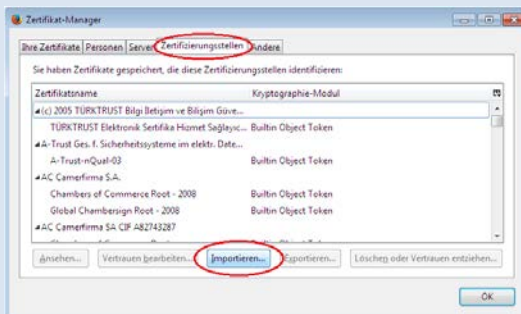 Zertifikat-Manager
Ihre Zertifikate Personen Server Zertifizierungsstellen Andere
Sie haben Zertifikate gespeichert, die diese Zertifizierungsstellen identifizieren:
Zertifikatsname Kryptographie-Modul
(c) 2005 TÜRKTRUST Bilgi İletişim ve Bilişim Güve...
TÜRKTRUST Elektronik Sertifika Hizmet Sağlayıc... Builtin Object Token
A-Trust Ges. f. Sicherheitssysteme im elektr. Date...
A-Trust-nQual-03 Builtin Object Token
AC Camerfirma S.A.
Chambers of Commerce Root - 2008 Builtin Object Token
Global Chambersign Root - 2008 Builtin Object Token
AC Camerfirma SA CIF A82743287
Ansehen... Vertrauen bearbeiten... Importieren... Exportieren... Löschen oder Vertrauen entziehen...
OK